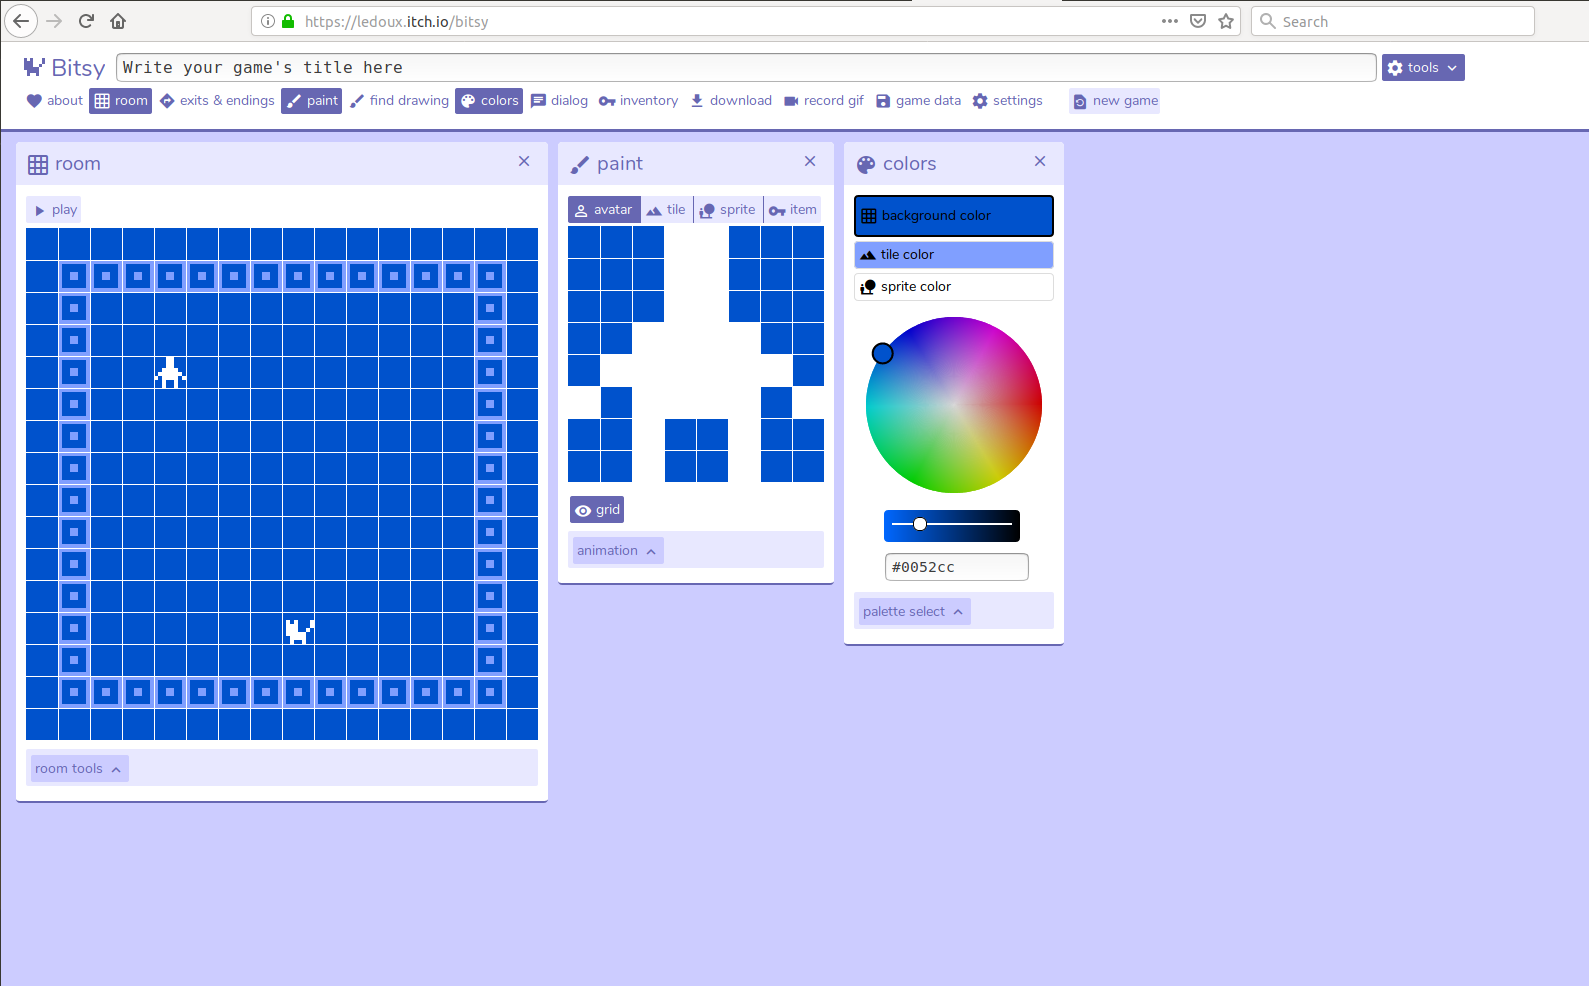 https://ledoux.itch.io/bitsy
Search
Bitsy
Write your game's title here
tools
about room exits & endings paint find drawing colors dialog inventory download record gif game data settings new game
room
play
room tools
paint
avatar tile sprite item
grid
animation
colors
background color
tile color
sprite color
#0052cc
palette select